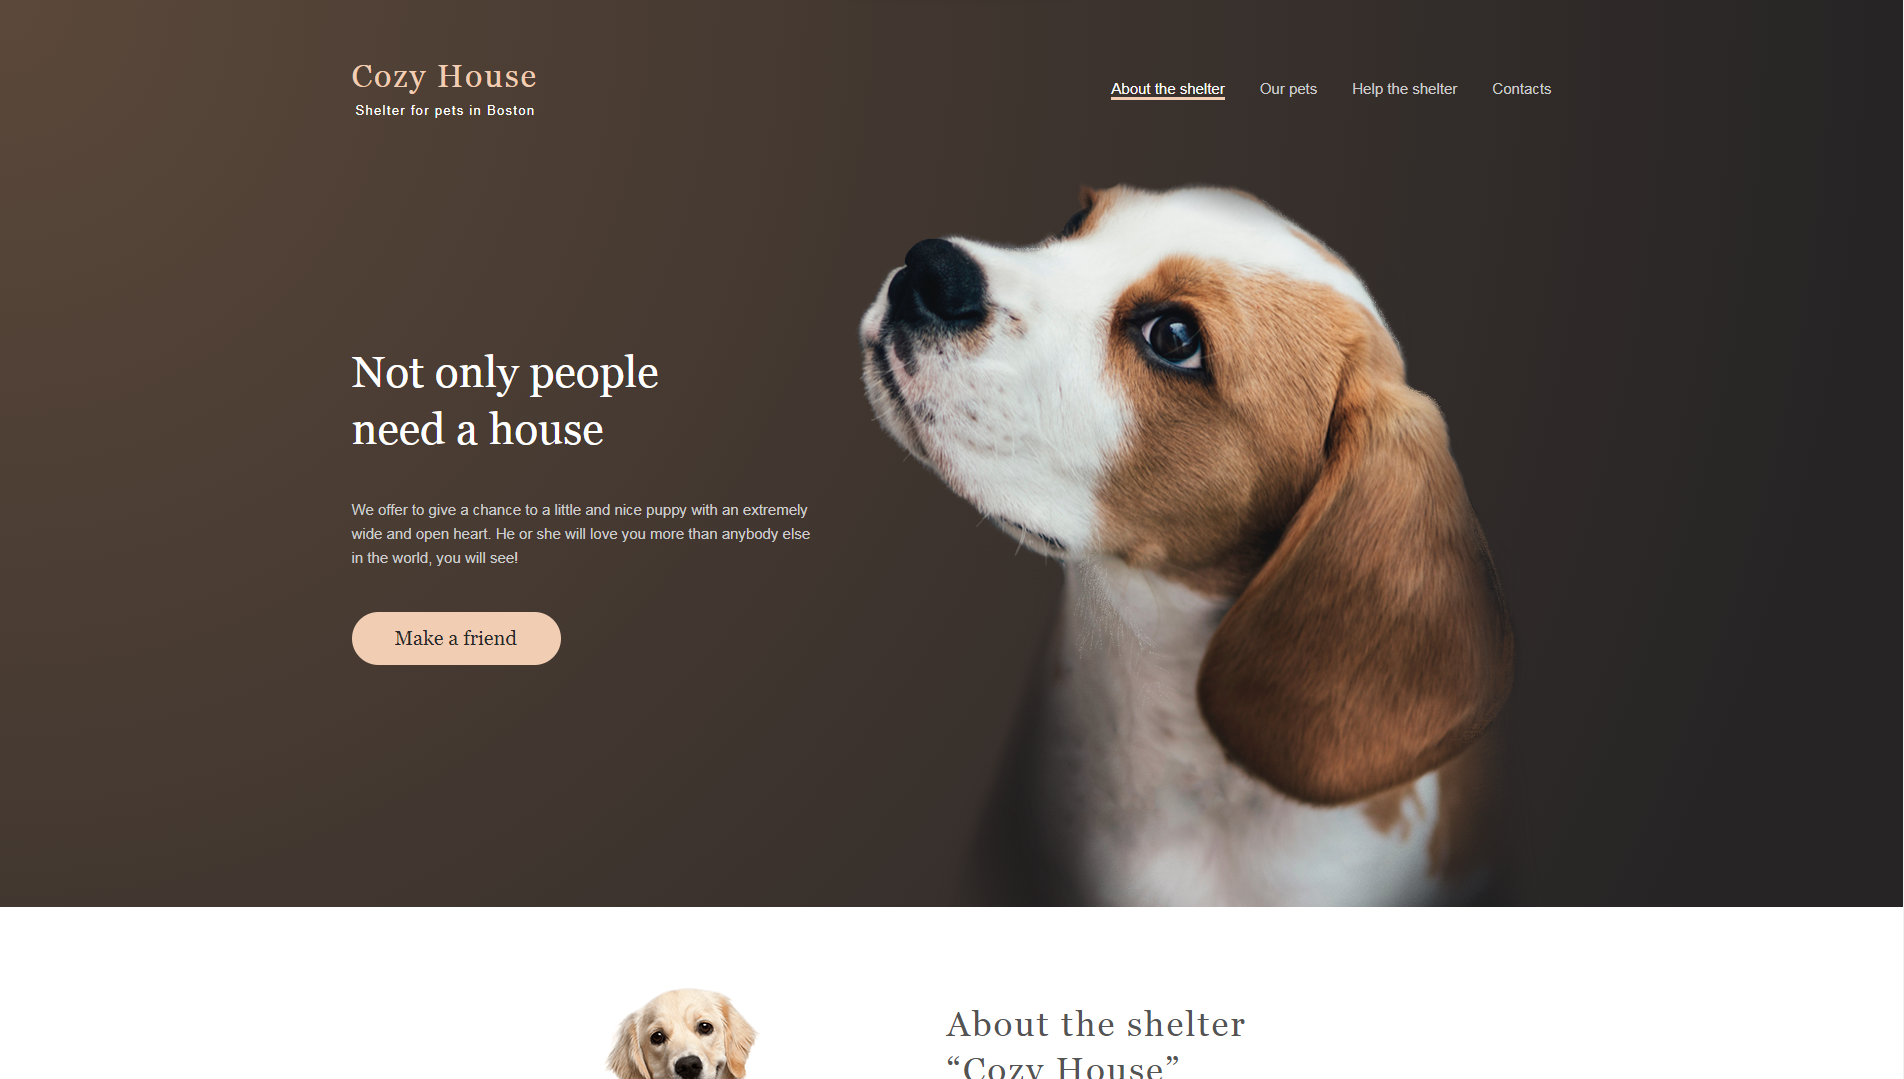 Cozy House
Shelter for pets in Boston
About the shelter
Our pets
Help the shelter
Contacts
Not only people
need a house
We offer to give a chance to a little and nice puppy with an extremely
wide and open heart. He or she will love you more than anybody else
in the world, you will see!
Make a friend
About the shelter
“Cozy House”